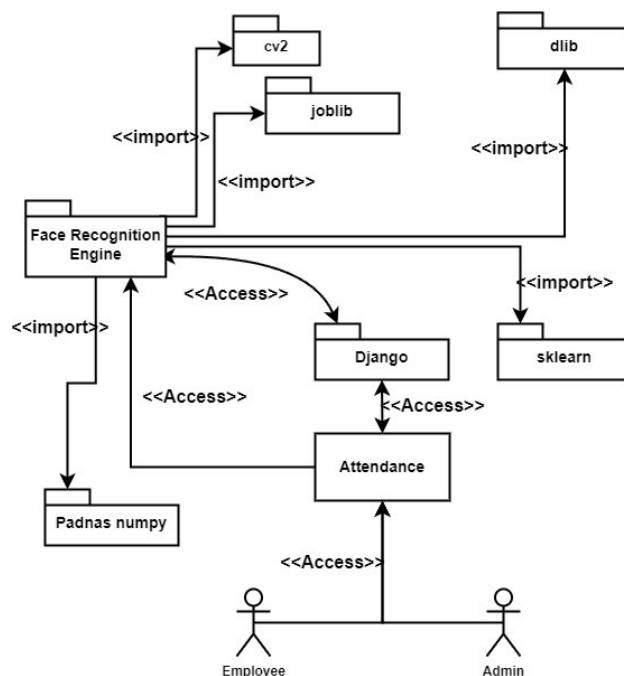 cv2
dlib
joblib
<<import>>
<<import>>
<<import>>
Face Recognition
Engine
<<Access>>
<<import>>
<<import>>
Django
sklearn
<<Access>>
<<Access>>
Attendance
Padnas numpy
<<Access>>
Employee
Admin